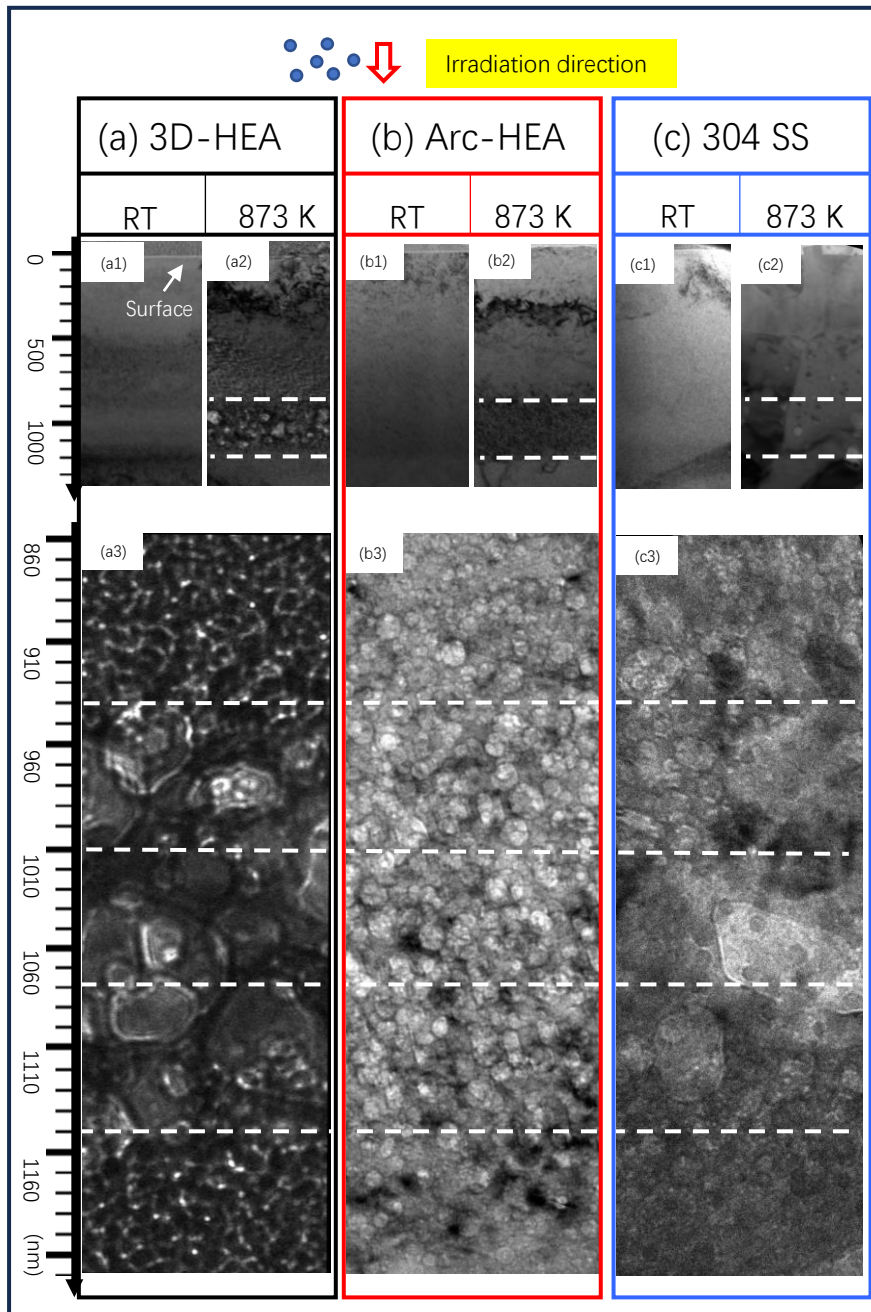 Irradiation direction
(a) 3D-HEA
(b) Arc-HEA
(c) 304 SS
RT
873 K
RT
873 K
RT
873 K
(a1)
(a2)
(b1)
(b2)
(c1)
(c2)
Surface
0
500
1000
(a3)
(b3)
(c3)
860
910
960
1010
1060
1110
1160
(nm)